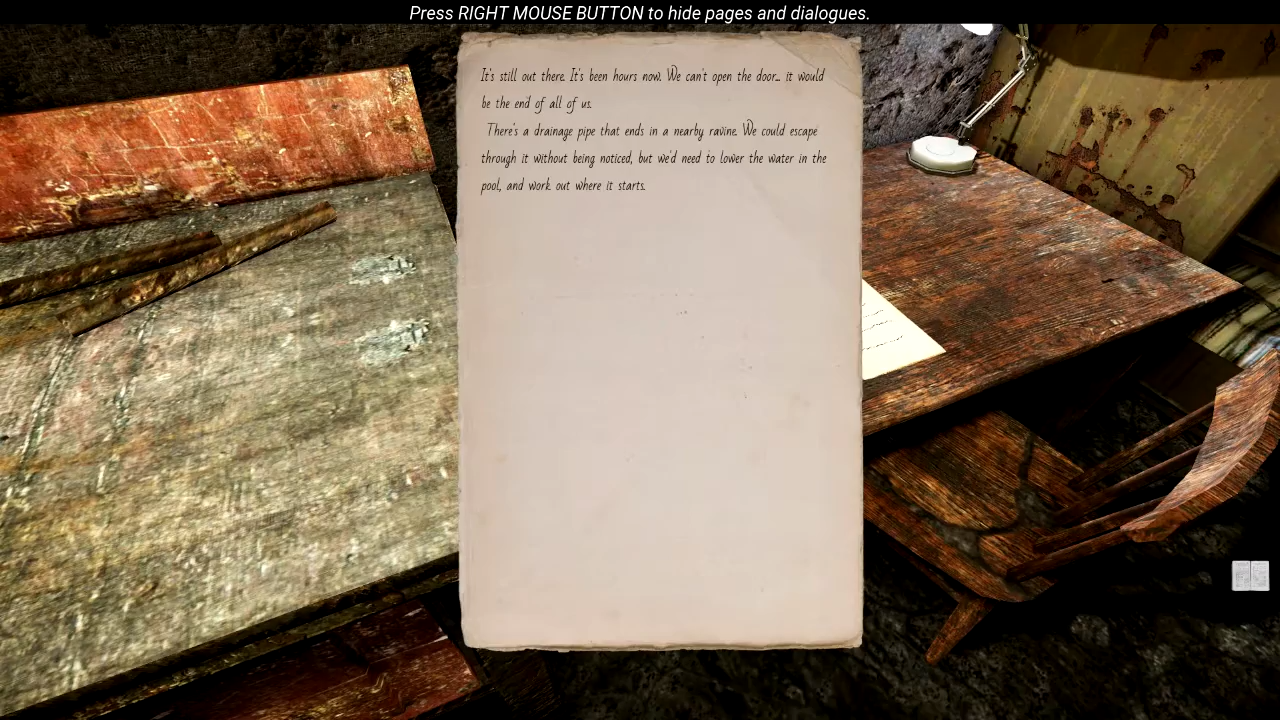 Press RIGHT MOUSE BUTTON to hide pages and dialogues.
It's still out there. It's been hours now. We can't open the door... it would
be the end of all of us.
There's a drainage pipe that ends in a nearby ravine. We could escape
through it without being noticed, but we'd need to lower the water in the
pool, and work out where it starts.